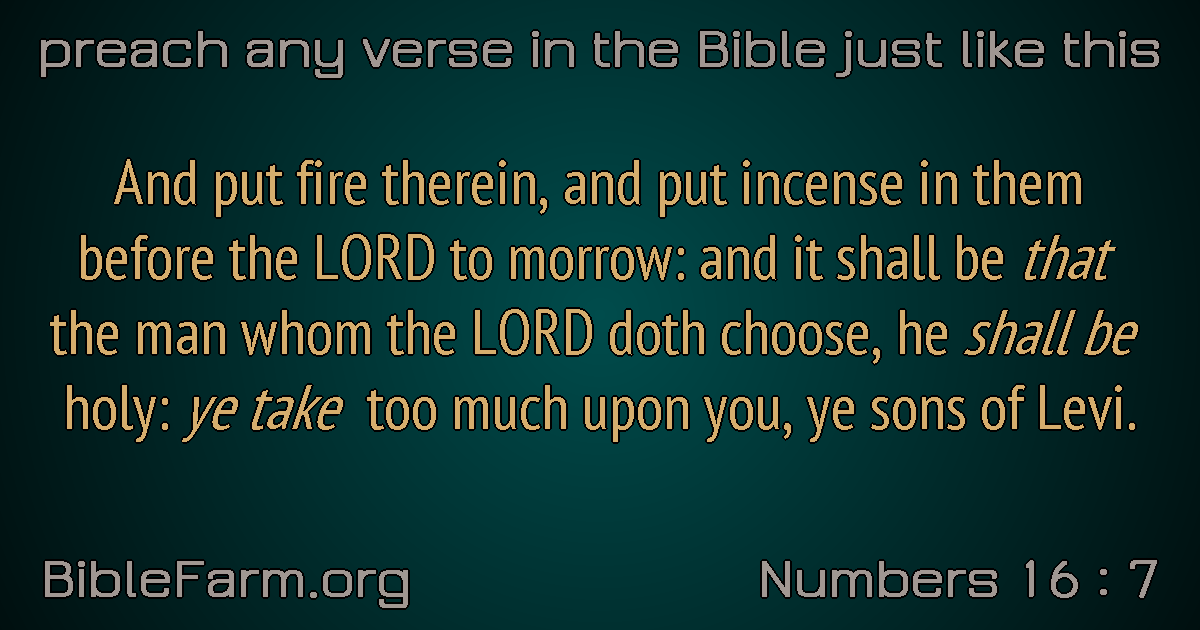 preach any verse in the Bible just like this
And put fire therein, and put incense in them
before the LORD to morrow: and it shall be that
the man whom the LORD doth choose, he shall be
holy: ye take too much upon you, ye sons of Levi.
BibleFarm.org
Numbers 16 : 7